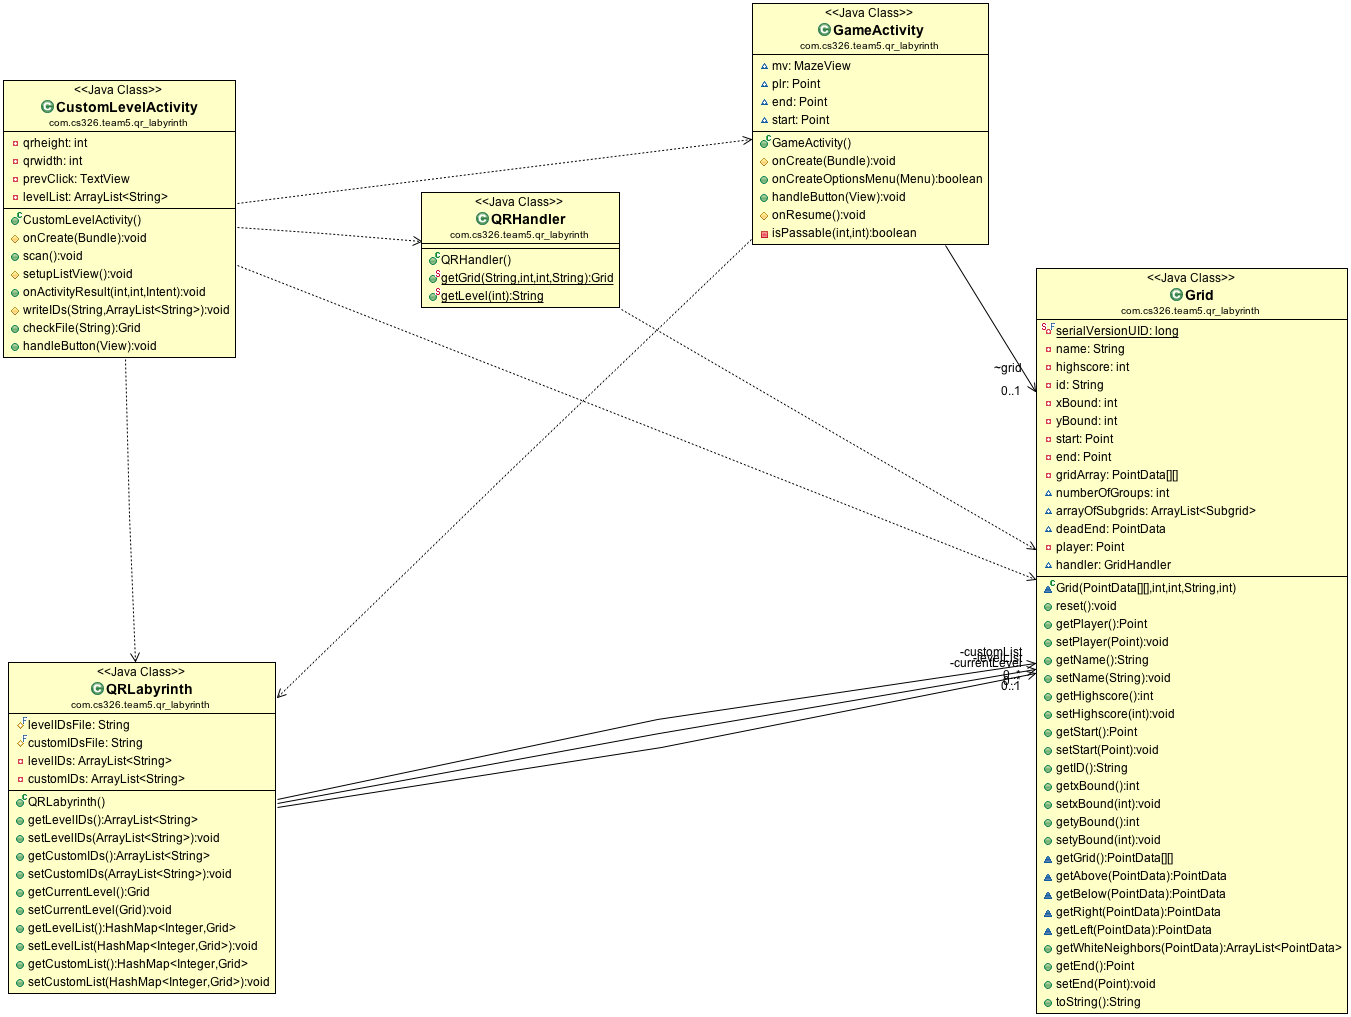 <<Java Class>>
GameActivity
com.cs326.team5.qr_labyrinth
mv: MazeView
plr: Point
end: Point
start: Point
GameActivity()
onCreate(Bundle):void
onCreateOptionsMenu(Menu):boolean
handleButton(View):void
onResume():void
isPassable(int,int):boolean
<<Java Class>>
CustomLevelActivity
com.cs326.team5.qr_labyrinth
qrheight: int
qrwidth: int
prevClick: TextView
levelList: ArrayList<String>
CustomLevelActivity()
onCreate(Bundle):void
scan():void
setupListView():void
onActivityResult(int,int,Intent):void
writeIDs(String,ArrayList<String>):void
checkFile(String):Grid
handleButton(View):void
<<Java Class>>
QRHandler
com.cs326.team5.qr_labyrinth
QRHandler()
getGrid(String,int,int,String):Grid
getLevel(int):String
~grid
0..1
<<Java Class>>
Grid
com.cs326.team5.qr_labyrinth
serialVersionUID: long
name: String
highscore: int
id: String
xBound: int
yBound: int
start: Point
end: Point
gridArray: PointData[][]
numberOfGroups: int
arrayOfSubgrids: ArrayList<Subgrid>
deadEnd: PointData
player: Point
handler: GridHandler
Grid(PointData[][],int,int,String,int)
reset():void
getPlayer():Point
setPlayer(Point):void
getName():String
setName(String):void
getHighscore():int
setHighscore(int):void
getStart():Point
setStart(Point):void
getID():String
getxBound():int
setxBound(int):void
getyBound():int
setyBound(int):void
getGrid():PointData[][]
getAbove(PointData):PointData
getBelow(PointData):PointData
getRight(PointData):PointData
getLeft(PointData):PointData
getWhiteNeighbors(PointData):ArrayList<PointData>
getEnd():Point
setEnd(Point):void
toString():String
-customList
-levelList
-currentLevel
0..*
0..*
0..1
<<Java Class>>
QRLabyrinth
com.cs326.team5.qr_labyrinth
levelIDsFile: String
customIDsFile: String
levelIDs: ArrayList<String>
customIDs: ArrayList<String>
QRLabyrinth()
getLevelIDs():ArrayList<String>
setLevelIDs(ArrayList<String>):void
getCustomIDs():ArrayList<String>
setCustomIDs(ArrayList<String>):void
getCurrentLevel():Grid
setCurrentLevel(Grid):void
getLevelList():HashMap<Integer,Grid>
setLevelList(HashMap<Integer,Grid>):void
getCustomList():HashMap<Integer,Grid>
setCustomList(HashMap<Integer,Grid>):void